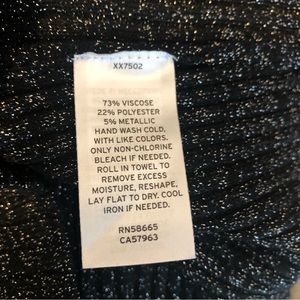 XX7502
73% VISCOSE
22% POLYESTER
5% METALLIC
HAND WASH COLD,
WITH LIKE COLORS.
ONLY NON-CHLORINE
BLEACH IF NEEDED.
ROLL IN TOWEL TO
REMOVE EXCESS
MOISTURE, RESHAPE,
LAY FLAT TO DRY. COOL
IRON IF NEEDED.
RN58665
CA57963